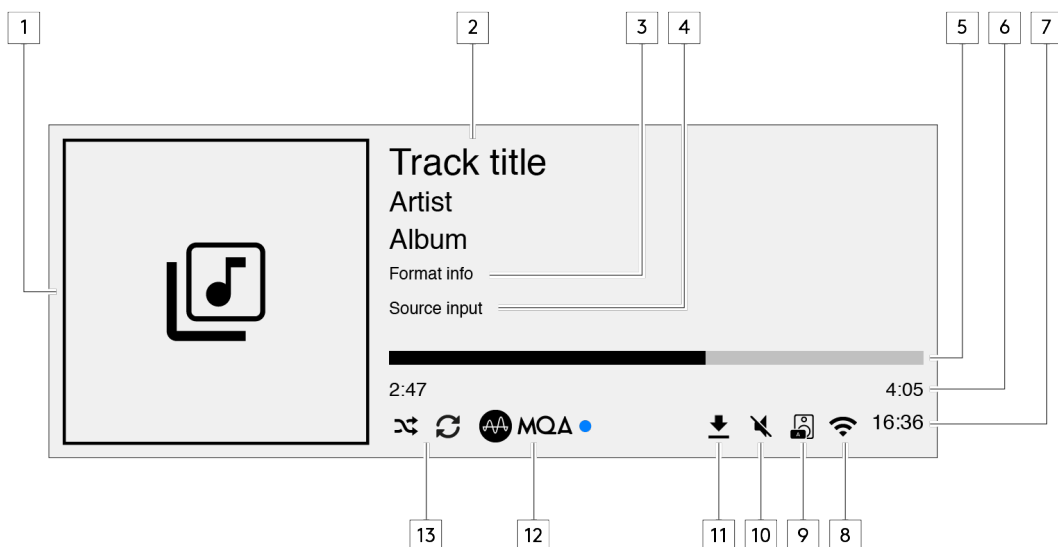 1 2 3 4 5 6 7
Track title
Artist
Album
Format info
Source input
2:47 4:05
MQA 16:36
A
13 12 11 10 9 8